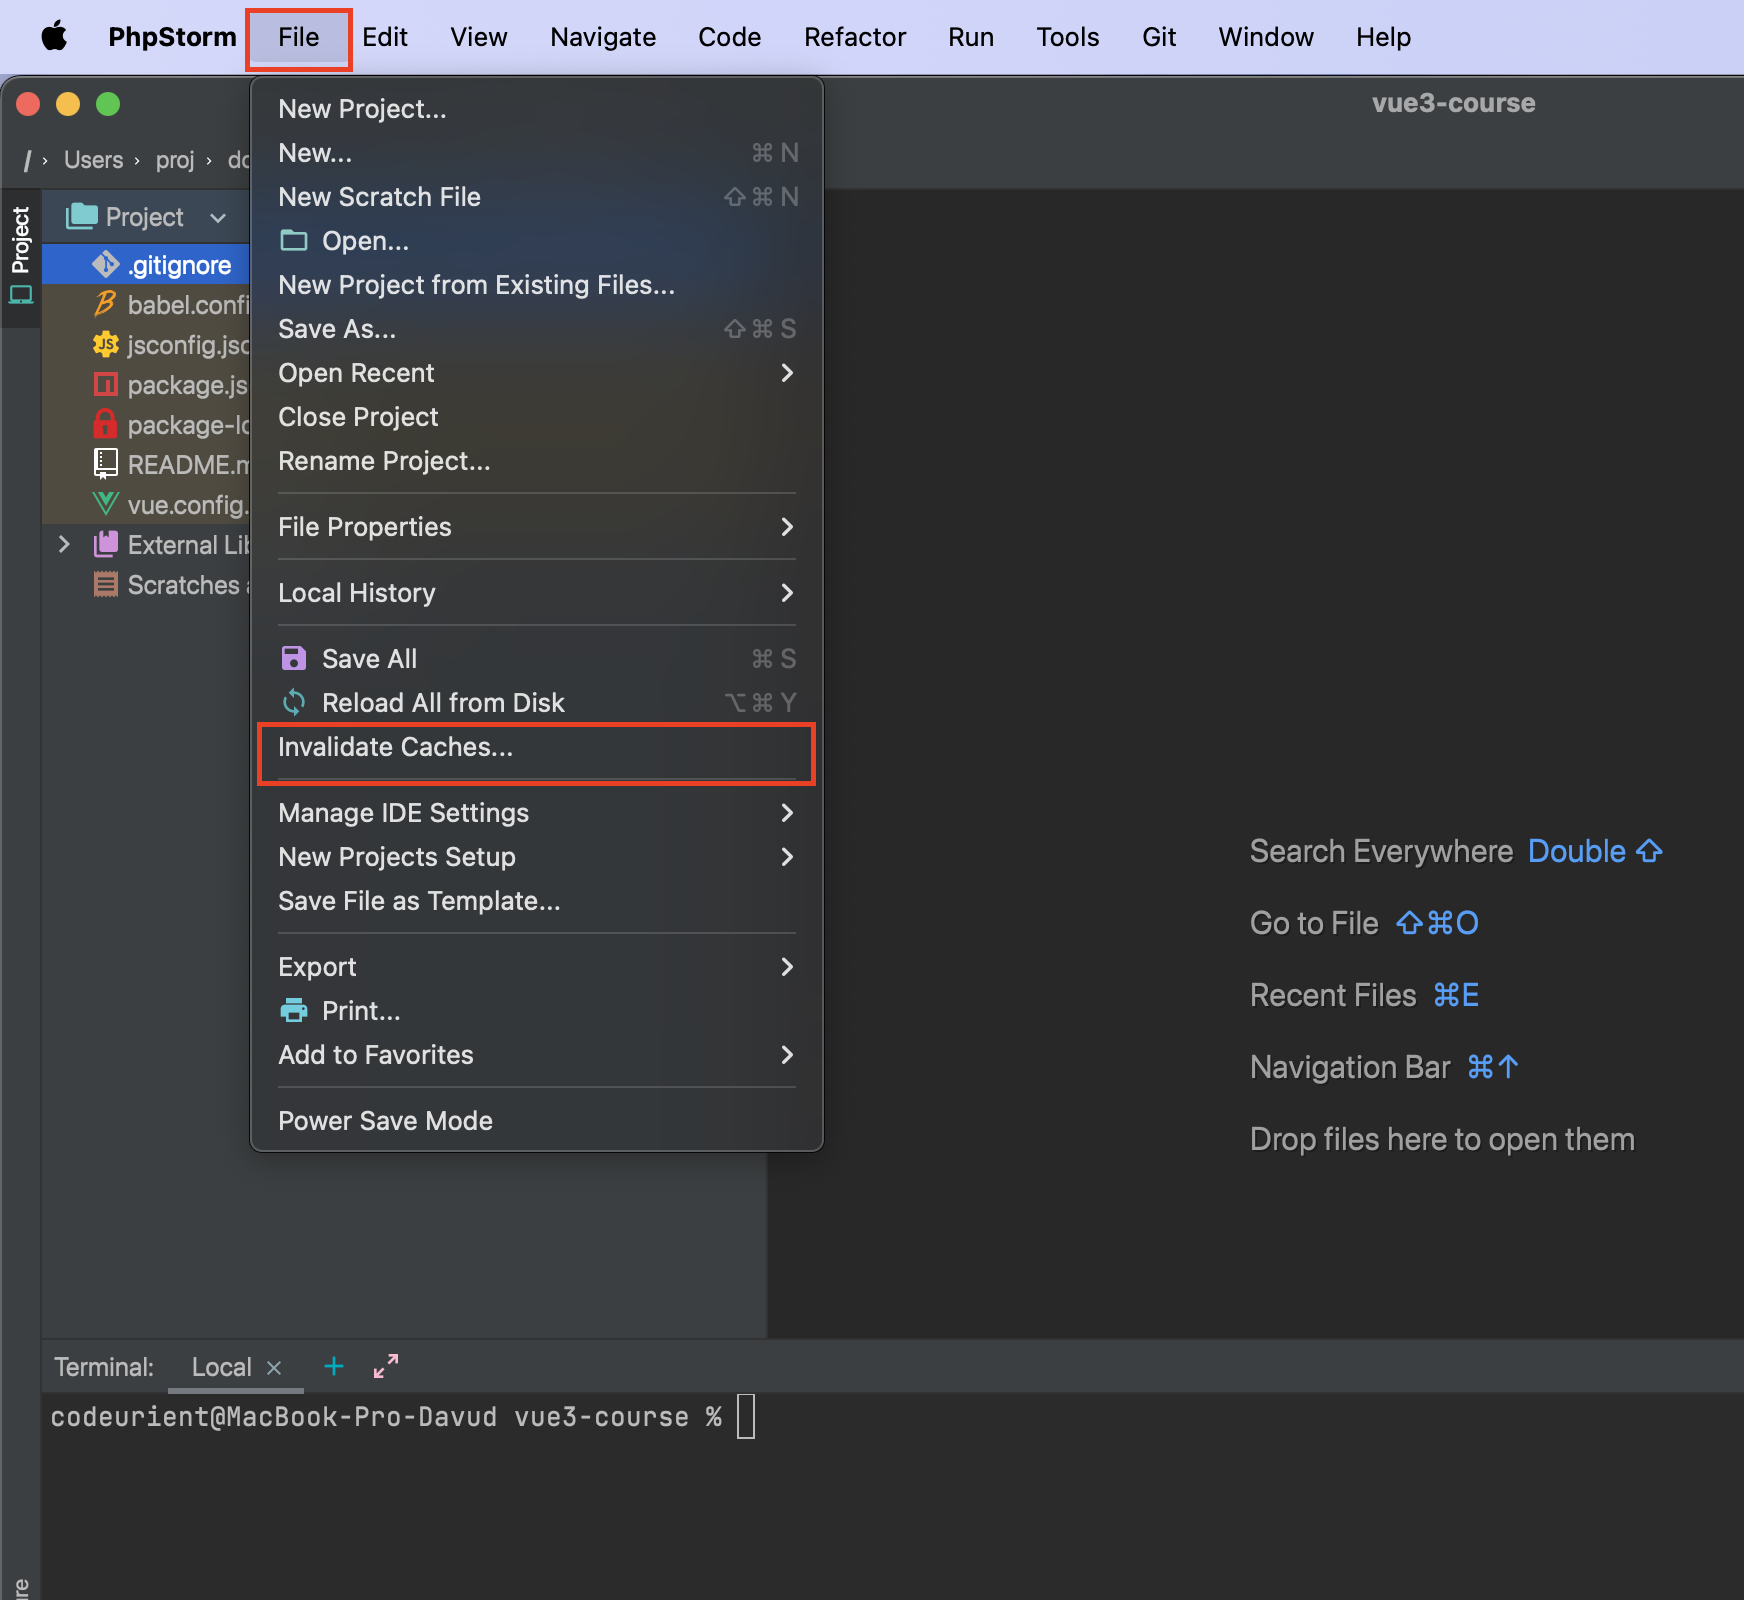 PhpStorm File Edit View Navigate Code Refactor Run Tools Git Window Help
vue3-course
/ › Users › proj ›
Project
Project
.gitignore
babel.confi
jsconfig.jsc
package.js
package-lc
README.m
vue.config.
External Lib
Scratches
New Project...
New... ⌘ N
New Scratch File ⇧ ⌘ N
Open...
New Project from Existing Files...
Save As... ⇧ ⌘ S
Open Recent
Close Project
Rename Project...
File Properties
Local History
Save All ⌘ S
Reload All from Disk ⌥ ⌘ Y
Invalidate Caches...
Manage IDE Settings
New Projects Setup
Save File as Template...
Export
Print...
Add to Favorites
Power Save Mode
Search Everywhere Double ⇧
Go to File ⇧⌘O
Recent Files ⌘E
Navigation Bar ⌘↑
Drop files here to open them
Terminal: Local × +
codeurient@MacBook-Pro-Davud vue3-course %